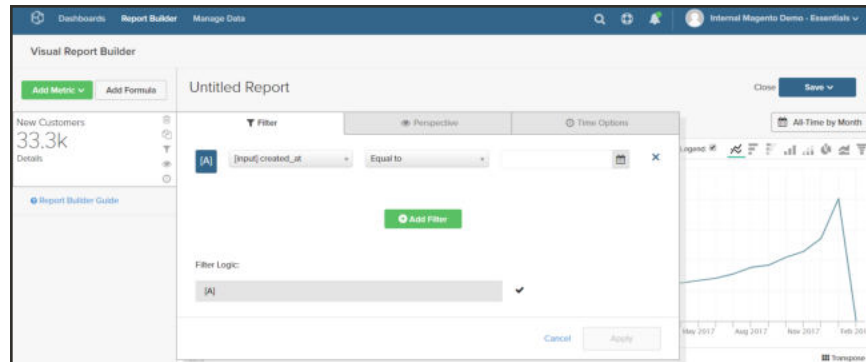 Dashboards Report Builder Manage Data Internal Magento Demo - Essentials
Visual Report Builder
Add Metric Add Formula Untitled Report Close Save
New Customers
33.3k
Details
Report Builder Guide
Filter Perspective Time Options
[A] [input] created_at Equal to
Add Filter
Filter Logic:
[A]
Cancel Apply
All-Time by Month
Legend:
May 2017 Aug 2017 Nov 2017 Feb 201
Transpose